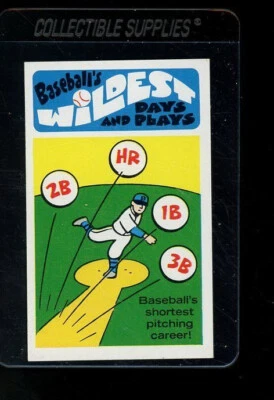 COLLECTIBLE SUPPLIES®
Baseball's
WILDEST
DAYS
AND PLAYS
HR
2B
1B
3B
Baseball's
shortest
pitching
career!